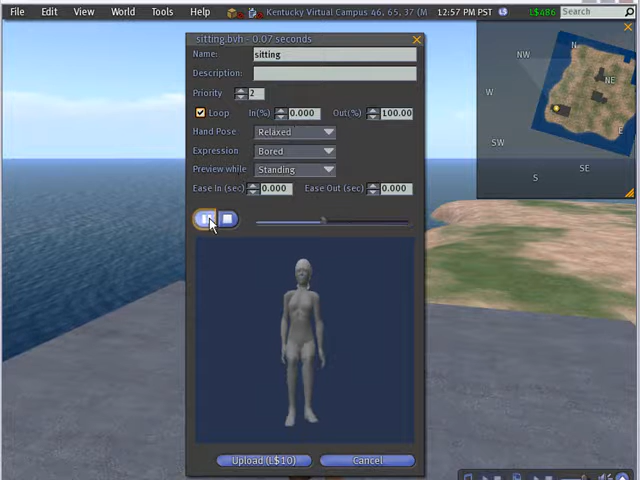 File Edit View World Tools Help Kentucky Virtual Campus 46, 65, 37 (M 12:57 PM PST L$486 Search
sitting.bvh - 0.07 seconds
Name: sitting
Description:
Priority 2
Loop In(%) 0.000 Out(%) 100.00
Hand Pose Relaxed
Expression Bored
Preview while Standing
Ease In (sec) 0.000 Ease Out (sec) 0.000
Upload (L$10) Cancel
N
NW
NE
W
E
SW
SE
S